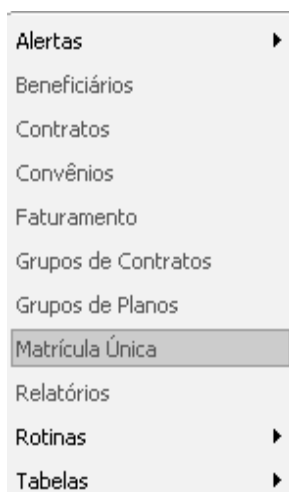 Alertas
Beneficiários
Contratos
Convênios
Faturamento
Grupos de Contratos
Grupos de Planos
Matrícula Única
Relatórios
Rotinas
Tabelas